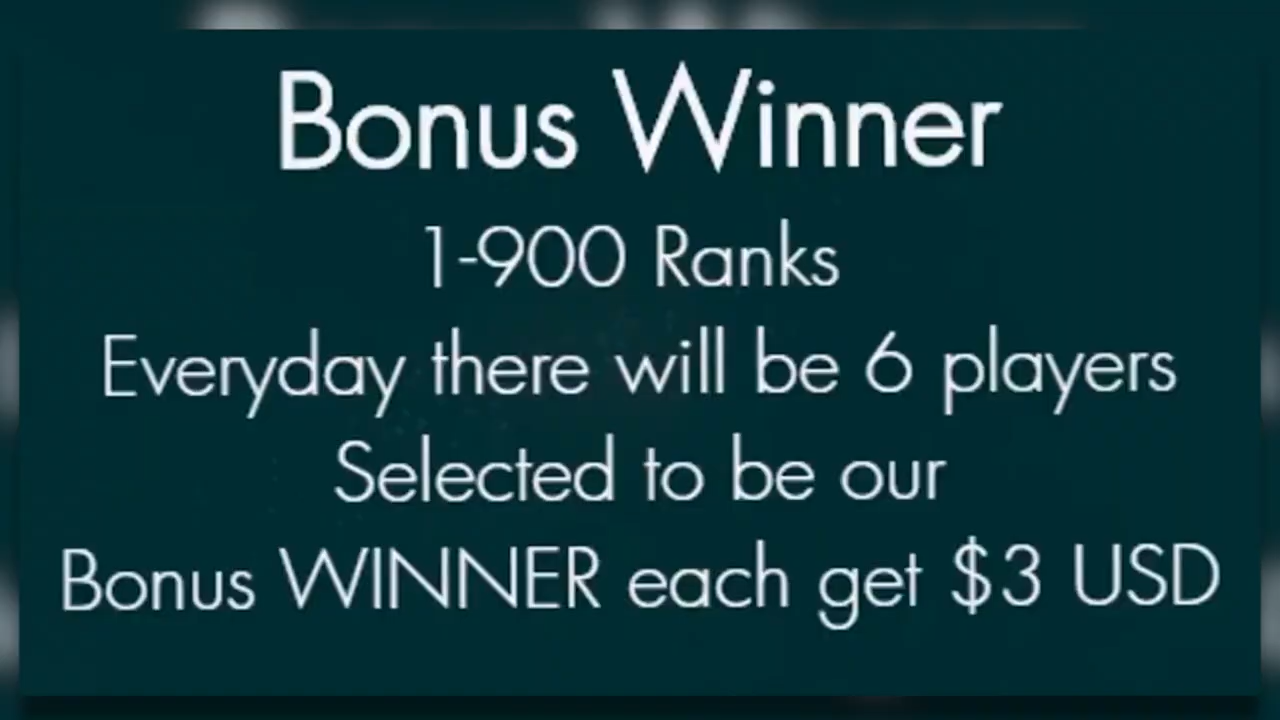 Bonus Winner
1-900 Ranks
Everyday there will be 6 players
Selected to be our
Bonus WINNER each get $3 USD